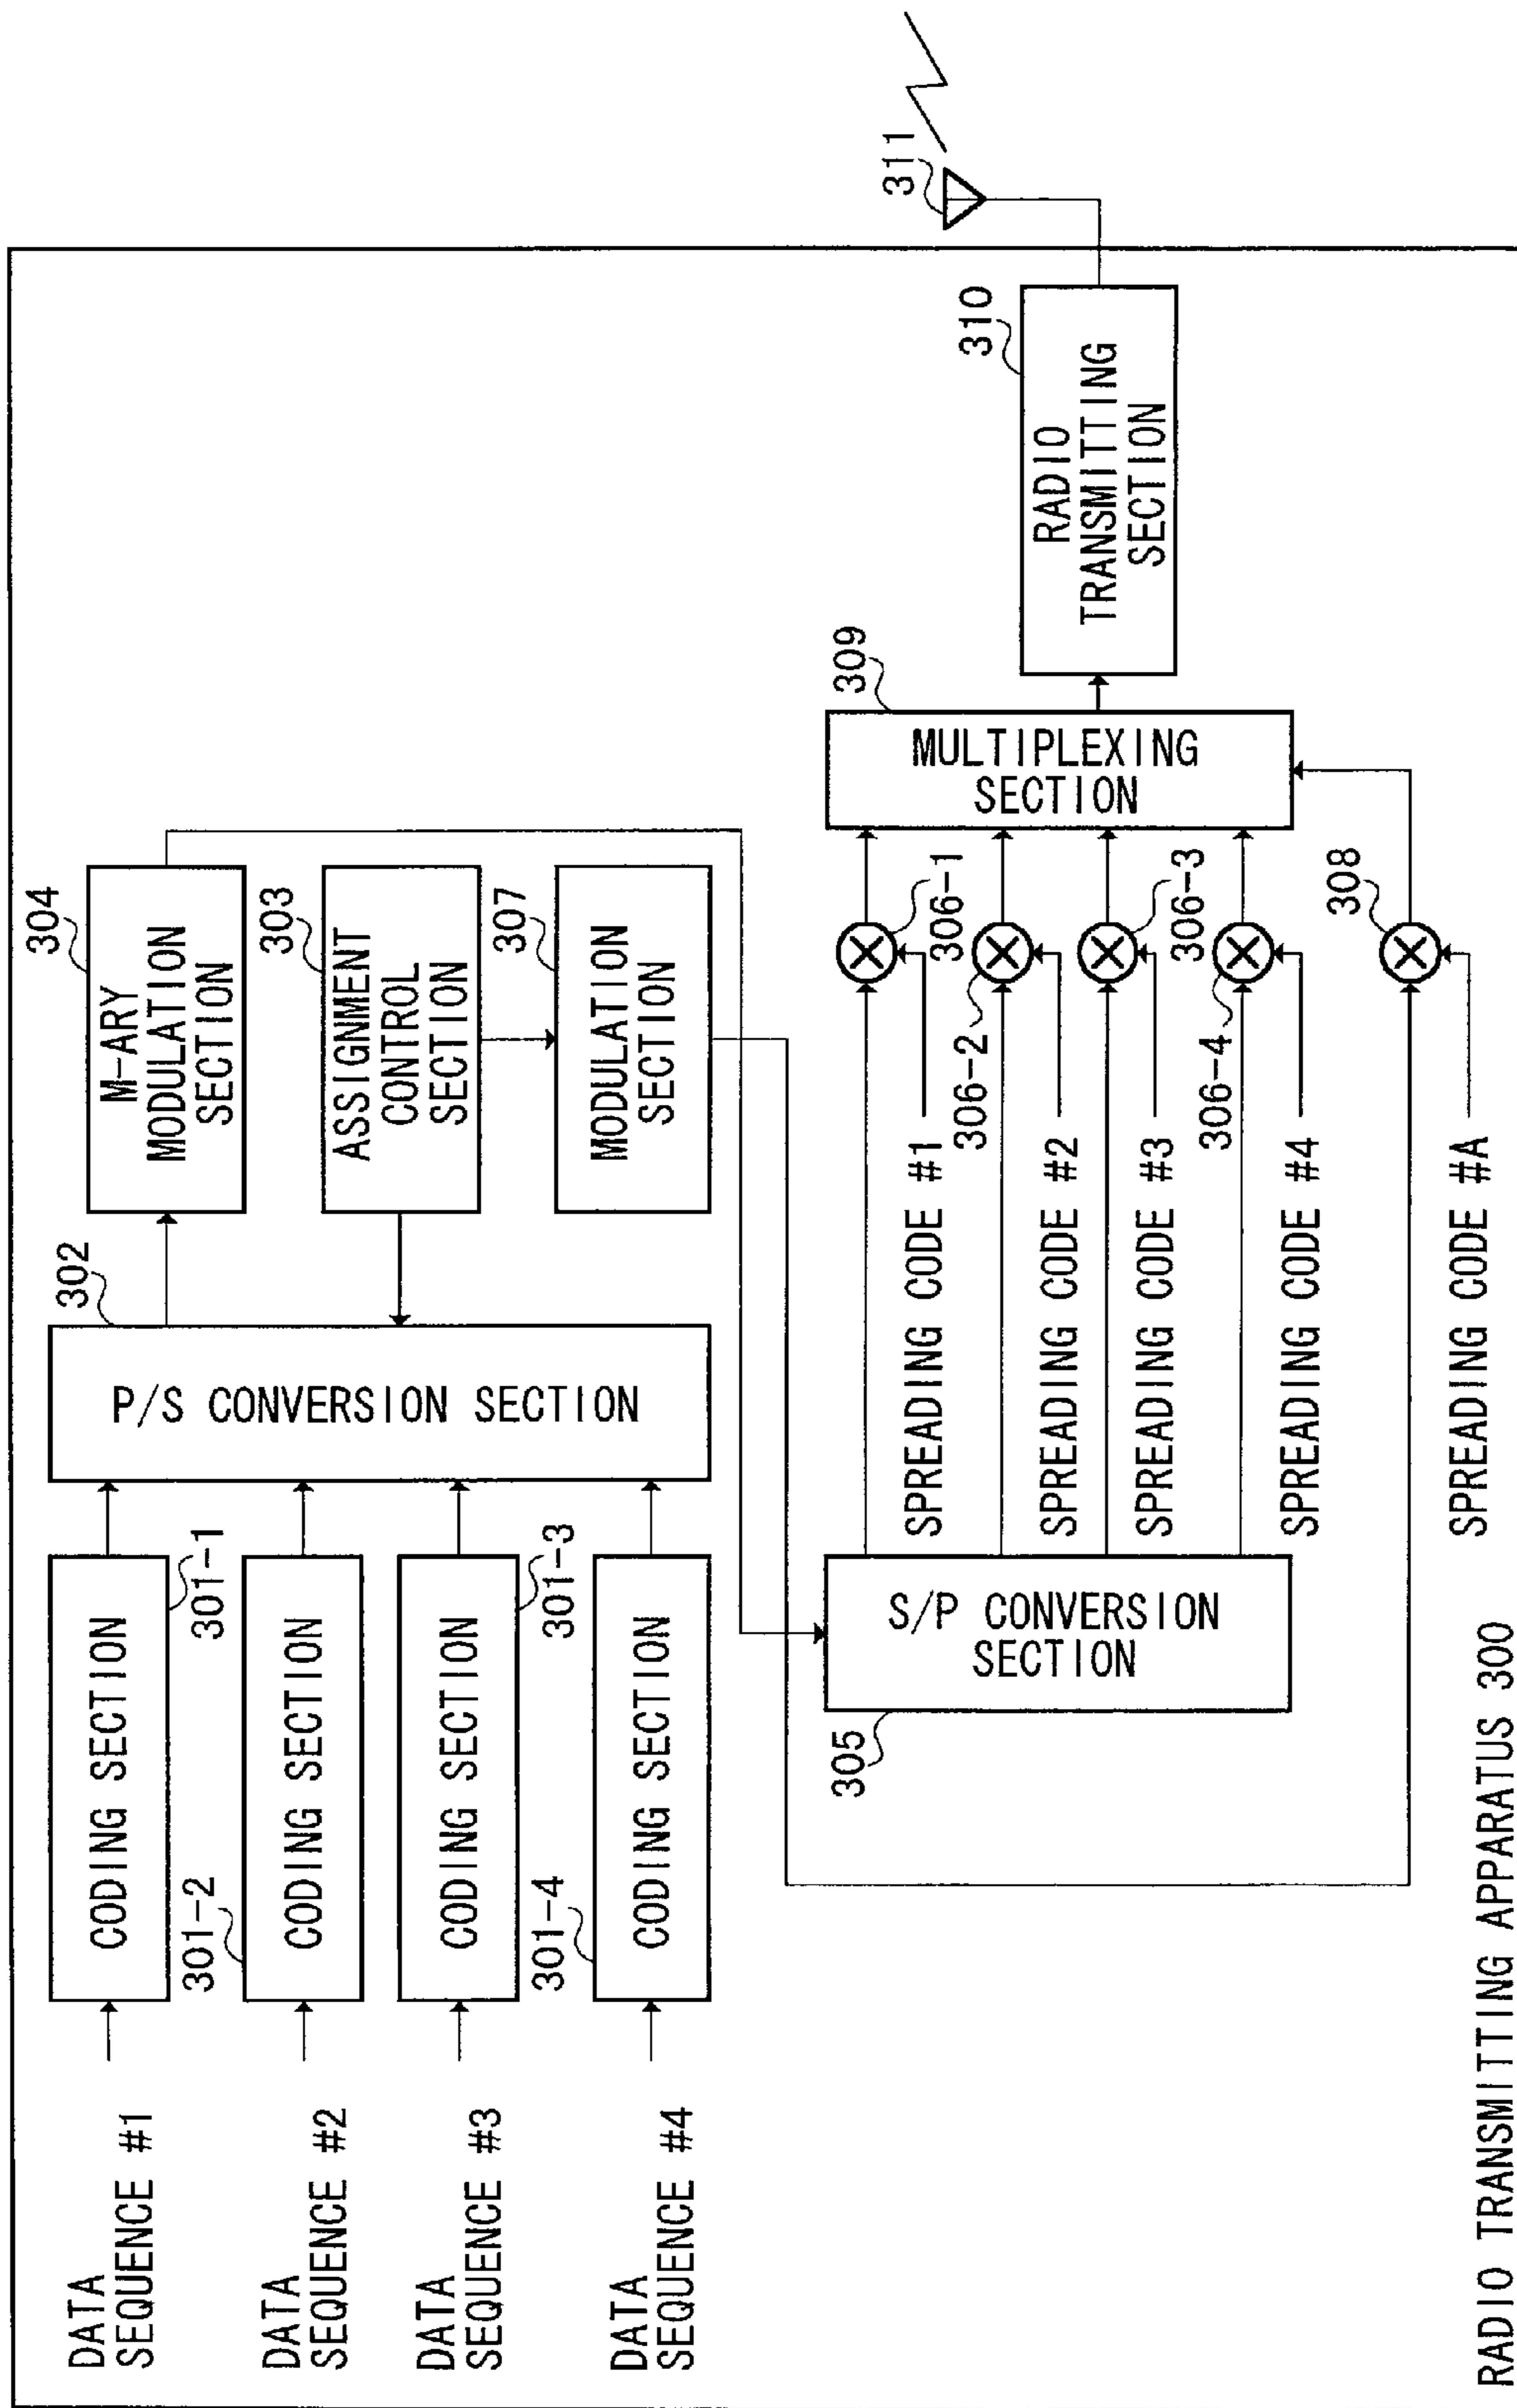 DATA
SEQUENCE #1
CODING SECTION
301-1
DATA
SEQUENCE #2
301-2
CODING SECTION
DATA
SEQUENCE #3
CODING SECTION
301-3
DATA
SEQUENCE #4
301-4
CODING SECTION
P/S CONVERSION SECTION
302
M-ARY
MODULATION
SECTION
304
ASSIGNMENT
CONTROL
SECTION
303
MODULATION
SECTION
307
305
S/P CONVERSION
SECTION
SPREADING CODE #1
306-1
306-2
SPREADING CODE #2
SPREADING CODE #3
306-3
306-4
SPREADING CODE #4
308
SPREADING CODE #A
309
MULTIPLEXING
SECTION
310
RADIO
TRANSMITTING
SECTION
311
RADIO TRANSMITTING APPARATUS 300